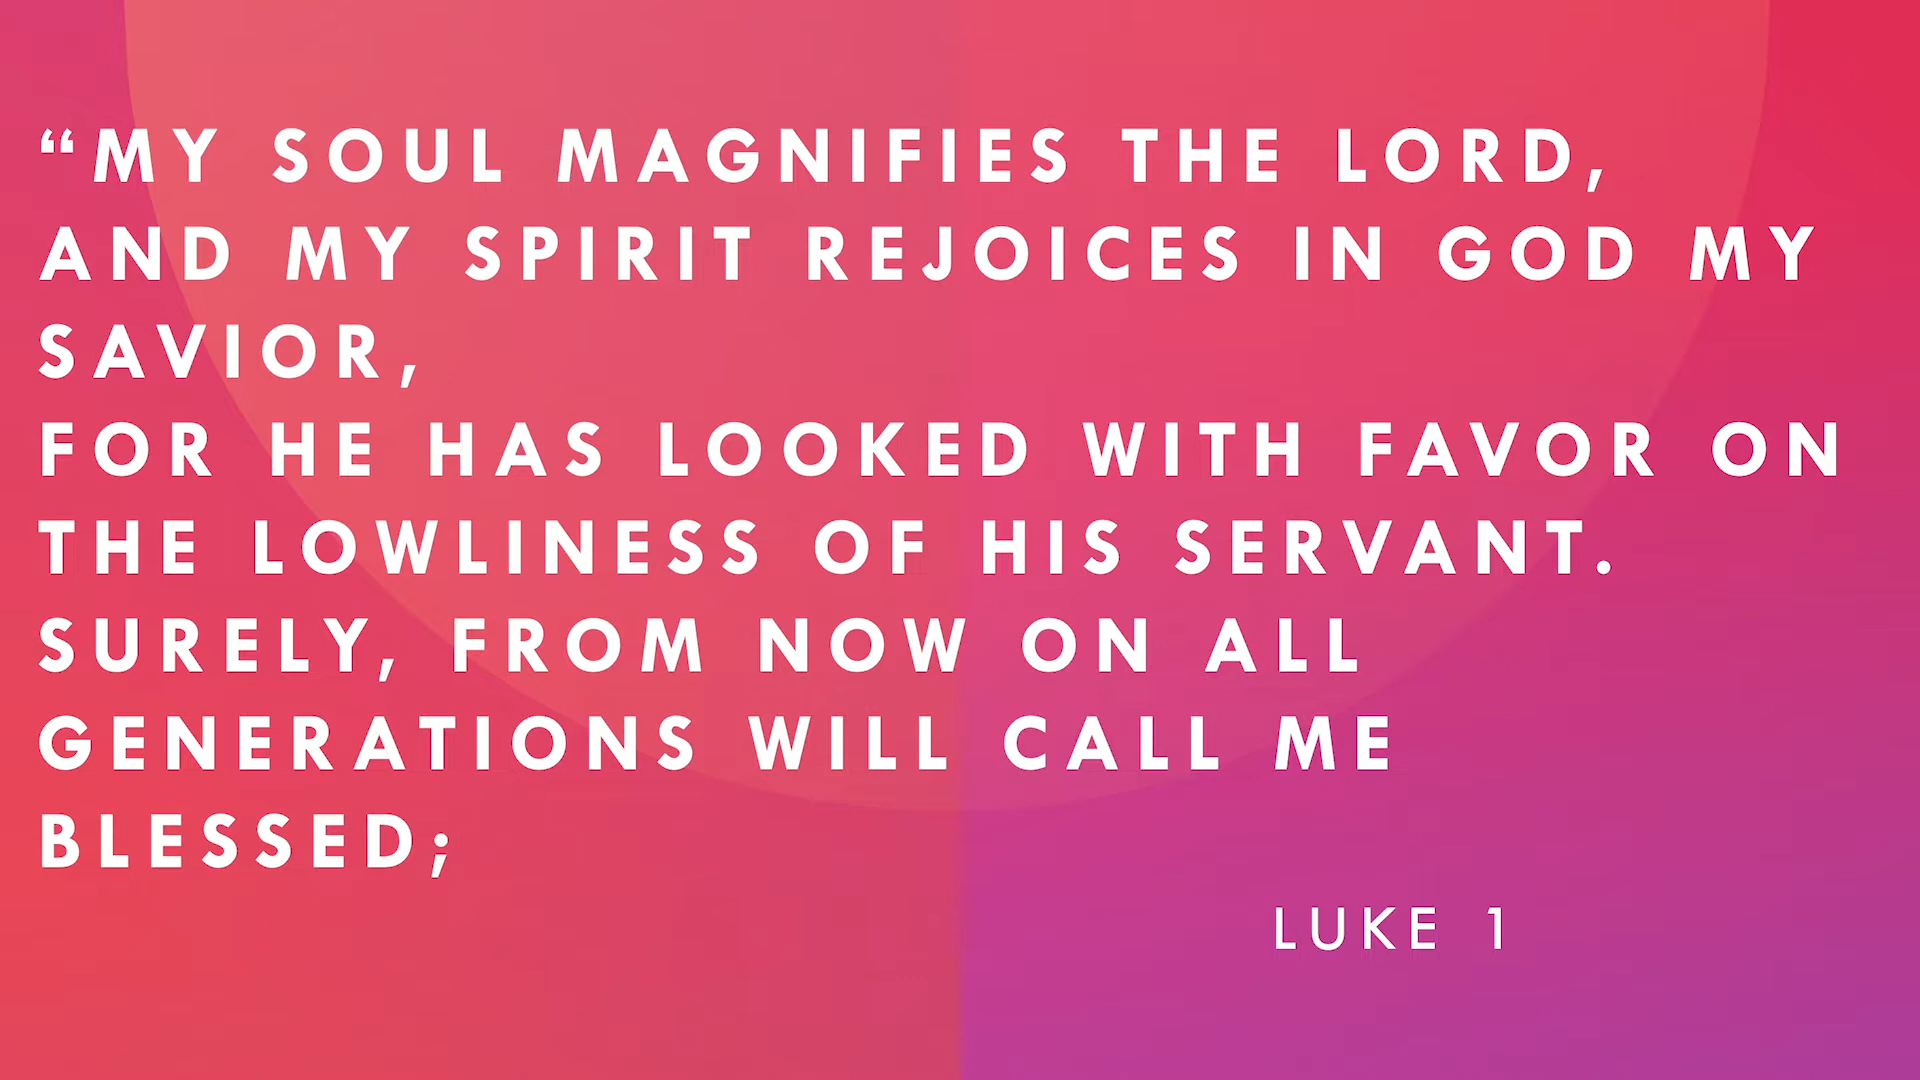 “MY SOUL MAGNIFIES THE LORD,
AND MY SPIRIT REJOICES IN GOD MY
SAVIOR,
FOR HE HAS LOOKED WITH FAVOR ON
THE LOWLINESS OF HIS SERVANT.
SURELY, FROM NOW ON ALL
GENERATIONS WILL CALL ME
BLESSED;
LUKE 1